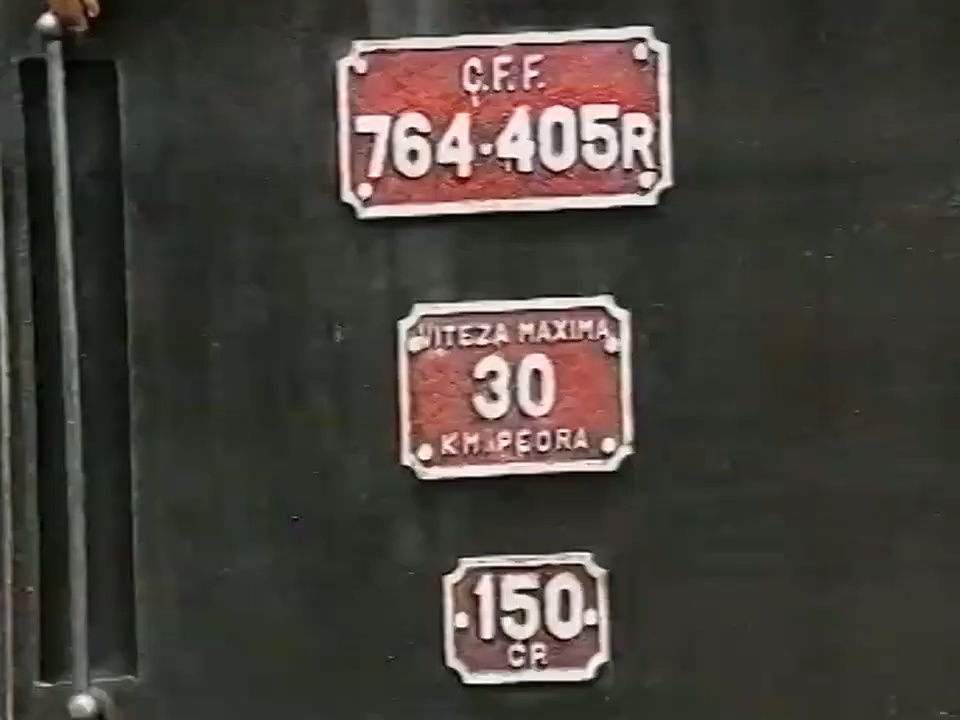 C.F.F.
764-405R
VITEZA MAXIMA
30
KM.PE ORA
150
CP